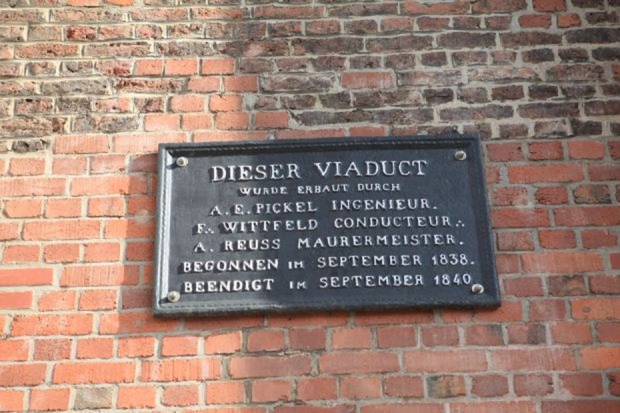 DIESER VIADUCT
WURDE ERBAUT DURCH
A. E. PICKEL INGENIEUR.
F. WITTFELD CONDUCTEUR.
A. REUSS MAURERMEISTER.
BEGONNEN IM SEPTEMBER 1838.
BEENDIGT IM SEPTEMBER 1840.